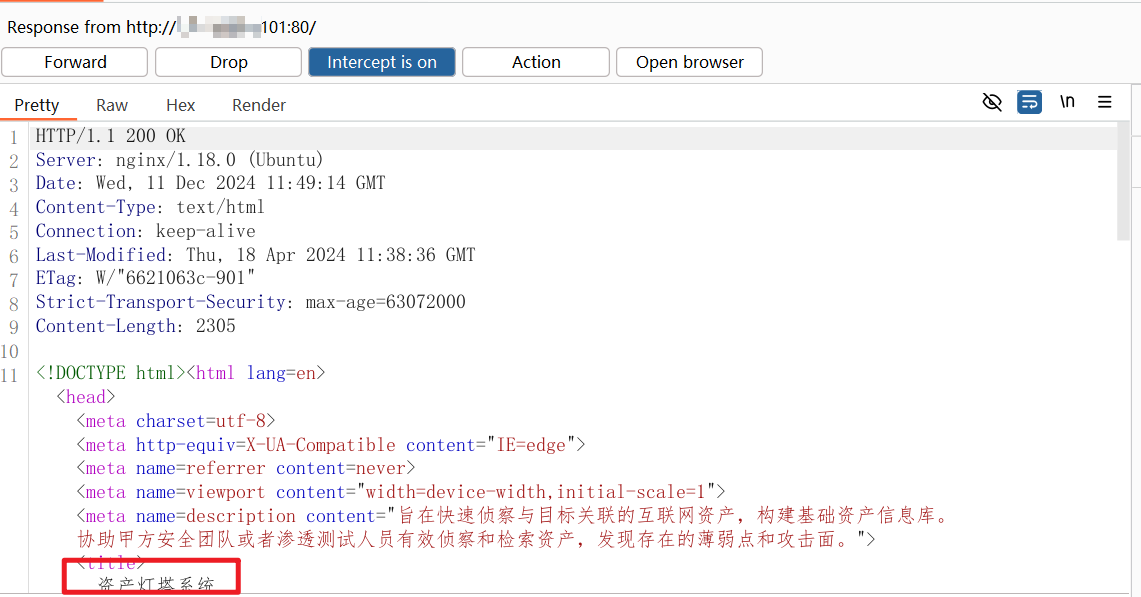 Response from http:// 101:80/
Forward Drop Intercept is on Action Open browser
Pretty Raw Hex Render \n
1 HTTP/1.1 200 OK
2 Server: nginx/1.18.0 (Ubuntu)
3 Date: Wed, 11 Dec 2024 11:49:14 GMT
4 Content-Type: text/html
5 Connection: keep-alive
6 Last-Modified: Thu, 18 Apr 2024 11:38:36 GMT
7 ETag: W/"6621063c-901"
8 Strict-Transport-Security: max-age=63072000
9 Content-Length: 2305
10
11 <!DOCTYPE html><html lang=en>
<head>
<meta charset=utf-8>
<meta http-equiv=X-UA-Compatible content="IE=edge">
<meta name=referrer content=never>
<meta name=viewport content="width=device-width,initial-scale=1">
<meta name=description content="旨在快速侦察与目标关联的互联网资产，构建基础资产信息库。
协助甲方安全团队或者渗透测试人员有效侦察和检索资产，发现存在的薄弱点和攻击面。">
<title>
资产灯塔系统